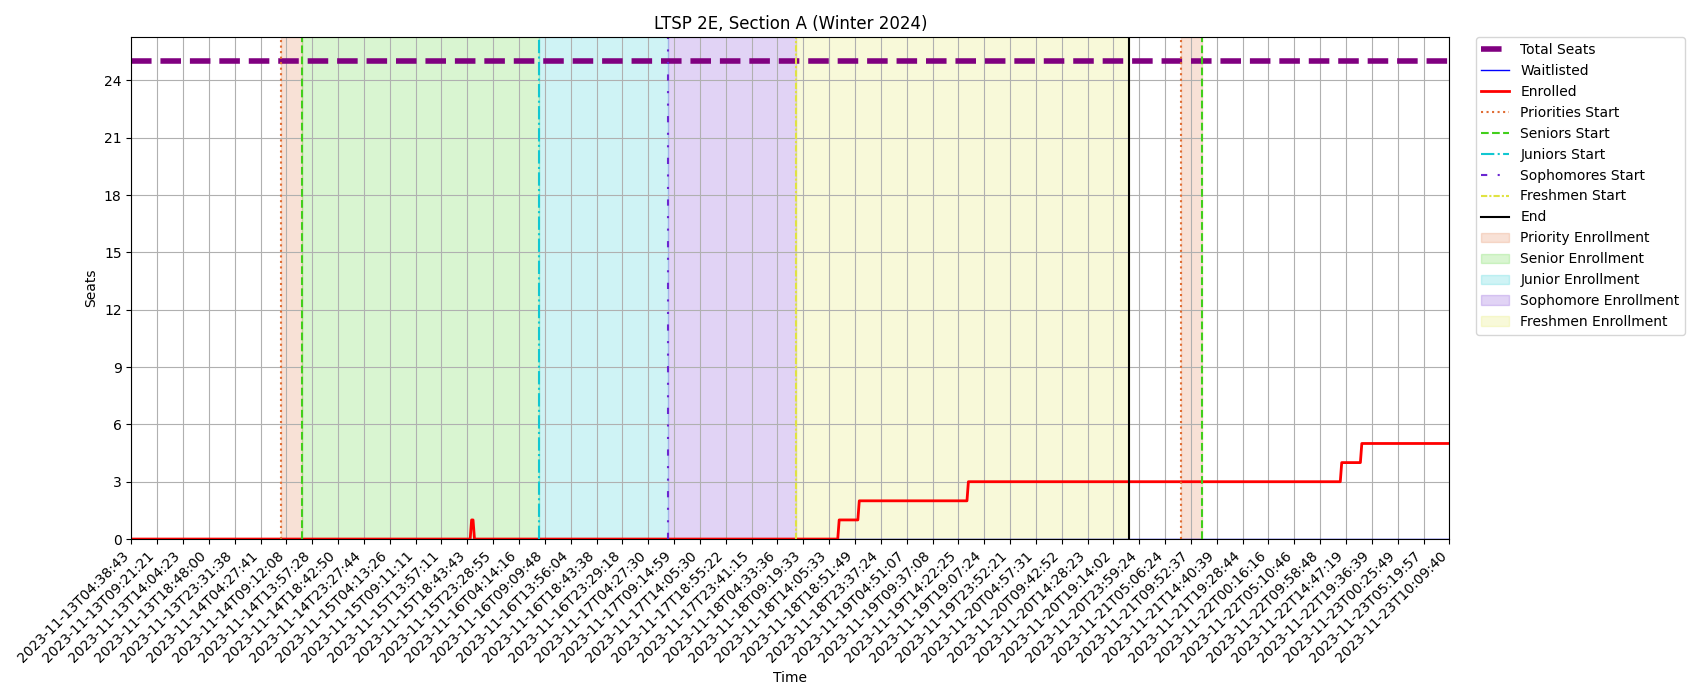 LTSP 2E, Section A (Winter 2024)
Total Seats
Waitlisted
Enrolled
Priorities Start
Seniors Start
Juniors Start
Sophomores Start
Freshmen Start
End
Priority Enrollment
Senior Enrollment
Junior Enrollment
Sophomore Enrollment
Freshmen Enrollment
Seats
24
21
18
15
12
9
6
3
0
2023-11-13T04:38:43
2023-11-13T09:21:21
2023-11-13T14:04:23
2023-11-13T18:48:00
2023-11-13T23:31:38
2023-11-14T04:27:41
2023-11-14T09:12:08
2023-11-14T13:57:28
2023-11-14T18:42:50
2023-11-14T23:27:44
2023-11-15T04:13:26
2023-11-15T09:11:11
2023-11-15T13:57:11
2023-11-15T18:43:43
2023-11-15T23:28:55
2023-11-16T04:14:16
2023-11-16T09:09:48
2023-11-16T13:56:04
2023-11-16T18:43:38
2023-11-16T23:29:18
2023-11-17T04:27:30
2023-11-17T09:14:59
2023-11-17T14:05:30
2023-11-17T18:55:22
2023-11-17T23:41:15
2023-11-18T04:33:36
2023-11-18T09:19:33
2023-11-18T14:05:33
2023-11-18T18:51:49
2023-11-18T23:37:24
2023-11-19T04:51:07
2023-11-19T09:37:08
2023-11-19T14:22:25
2023-11-19T19:07:24
2023-11-19T23:52:21
2023-11-20T04:57:31
2023-11-20T09:42:52
2023-11-20T14:28:23
2023-11-20T19:14:02
2023-11-20T23:59:24
2023-11-21T05:06:24
2023-11-21T09:52:37
2023-11-21T14:40:39
2023-11-21T19:28:44
2023-11-22T00:16:16
2023-11-22T05:10:46
2023-11-22T09:58:48
2023-11-22T14:47:19
2023-11-22T19:36:39
2023-11-23T00:25:49
2023-11-23T05:19:57
2023-11-23T10:09:40
Time